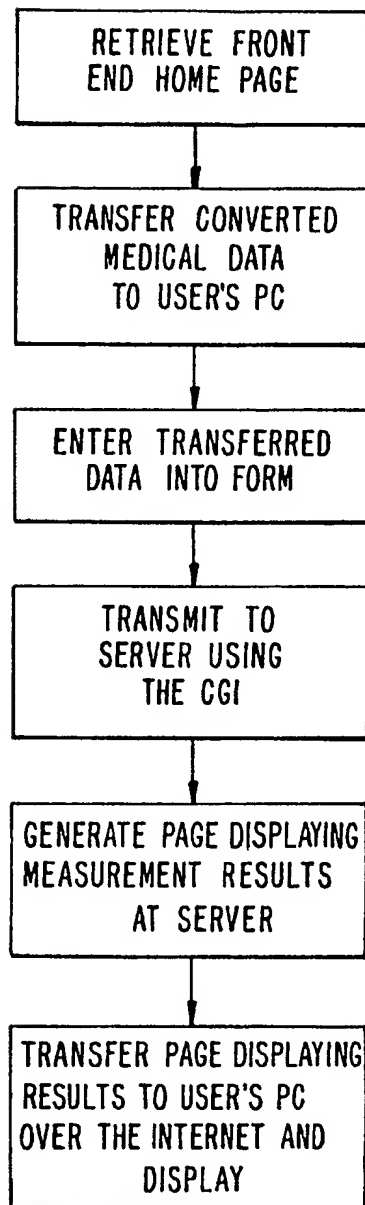 RETRIEVE FRONT
END HOME PAGE
TRANSFER CONVERTED
MEDICAL DATA
TO USER'S PC
ENTER TRANSFERRED
DATA INTO FORM
TRANSMIT TO
SERVER USING
THE CGI
GENERATE PAGE DISPLAYING
MEASUREMENT RESULTS
AT SERVER
TRANSFER PAGE DISPLAYING
RESULTS TO USER'S PC
OVER THE INTERNET AND
DISPLAY